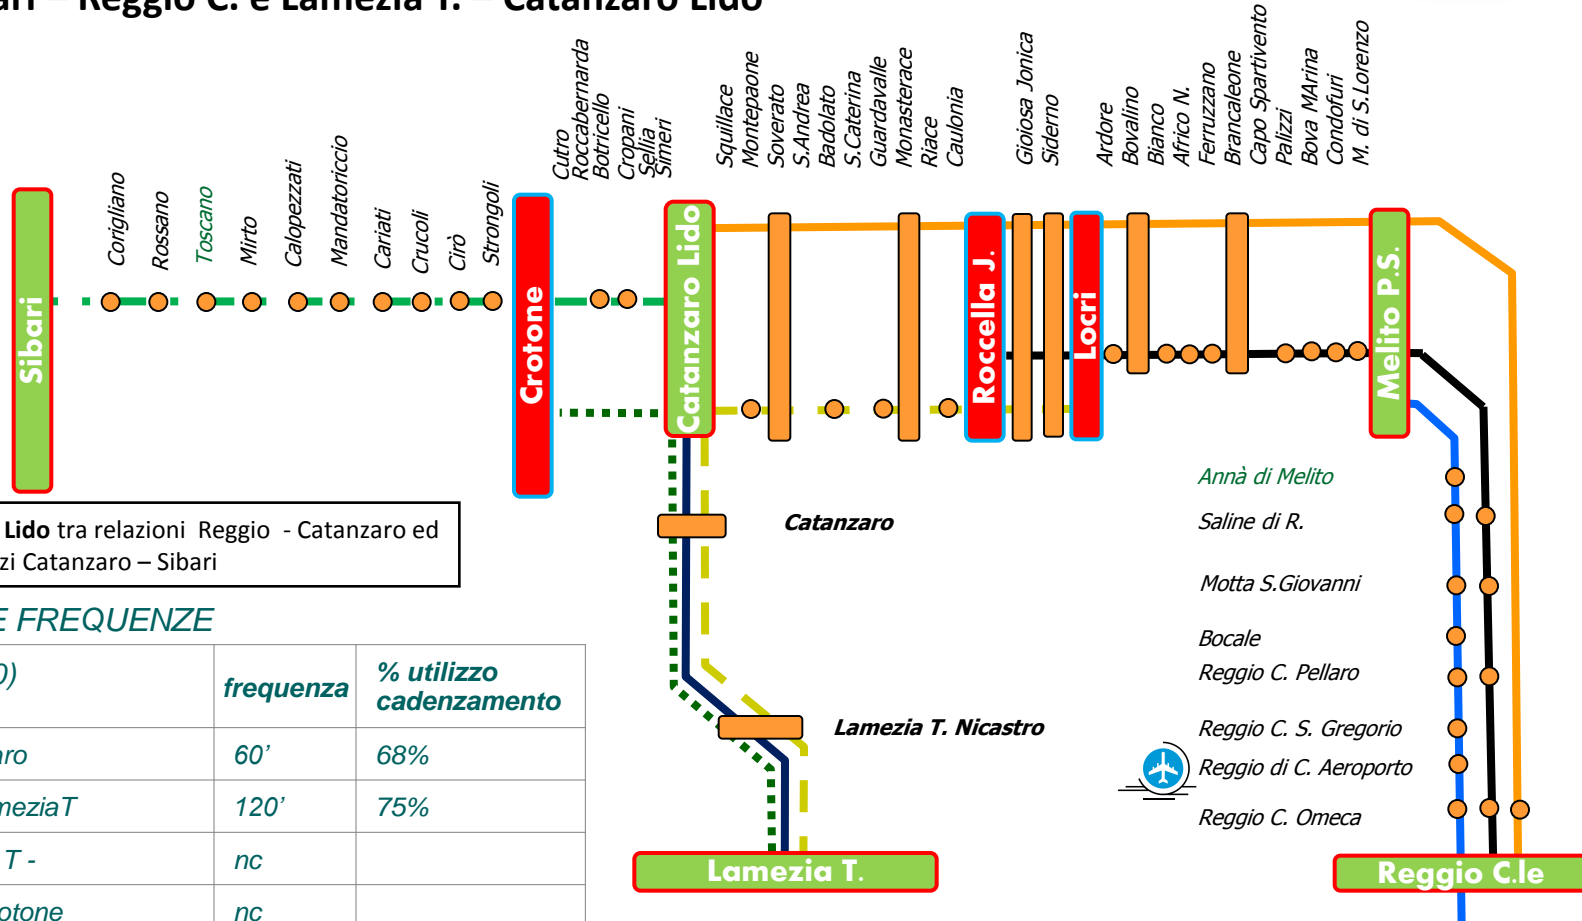 ari – Reggio C. e Lamezia T. – Catanzaro Lido
Corigliano
Rossano
Toscano
Mirto
Calopezzati
Mandatoriccio
Cariati
Crucoli
Cirò
Strongoli
Cutro
Roccabernarda
Botricello
Cropani
Sellia
Simeri
Squillace
Montepaone
Soverato
S.Andrea
Badolato
S.Caterina
Guardavalle
Monasterace
Riace
Caulonia
Gioiosa Jonica
Siderno
Ardore
Bovalino
Bianco
Africo N.
Ferruzzano
Brancaleone
Capo Spartivento
Palizzi
Bova MArina
Condofuri
M. di S.Lorenzo
Sibari
Crotone
Catanzaro Lido
Roccella J.
Locri
Melito P.S.
Annà di Melito
Saline di R.
Motta S.Giovanni
Bocale
Reggio C. Pellaro
Reggio C. S. Gregorio
Reggio di C. Aeroporto
Reggio C. Omeca
Catanzaro
Lamezia T. Nicastro
Lamezia T.
Reggio C.le
Lido tra relazioni Reggio - Catanzaro ed
zi Catanzaro – Sibari
E FREQUENZE
0) frequenza % utilizzo
cadenzamento
aro 60’ 68%
meziaT 120’ 75%
T - nc
otone nc